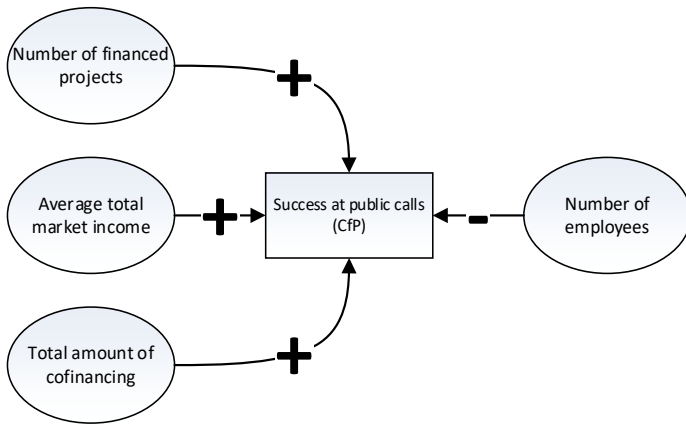 Number of financed
projects
+
Average total
market income
+
Success at public calls
(CfP)
-
Number of
employees
Total amount of
cofinancing
+